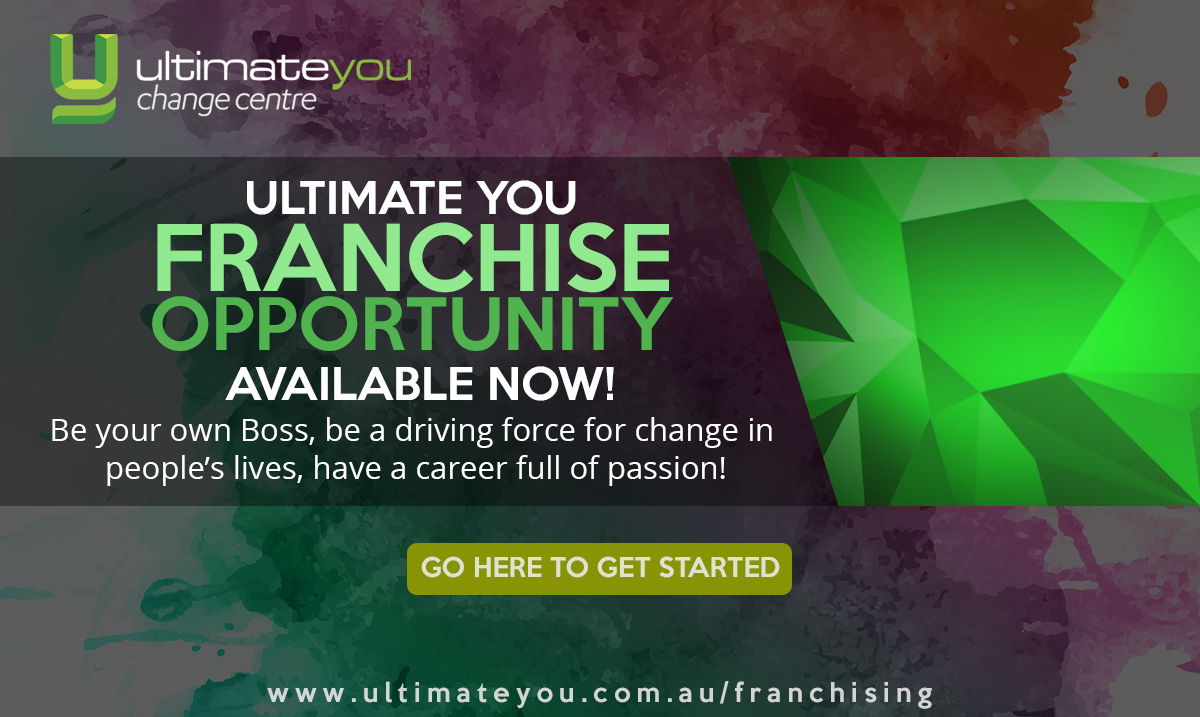 ultimateyou
change centre
ULTIMATE YOU
FRANCHISE
OPPORTUNITY
AVAILABLE NOW!
Be your own Boss, be a driving force for change in
people’s lives, have a career full of passion!
GO HERE TO GET STARTED
www.ultimateyou.com.au/franchising